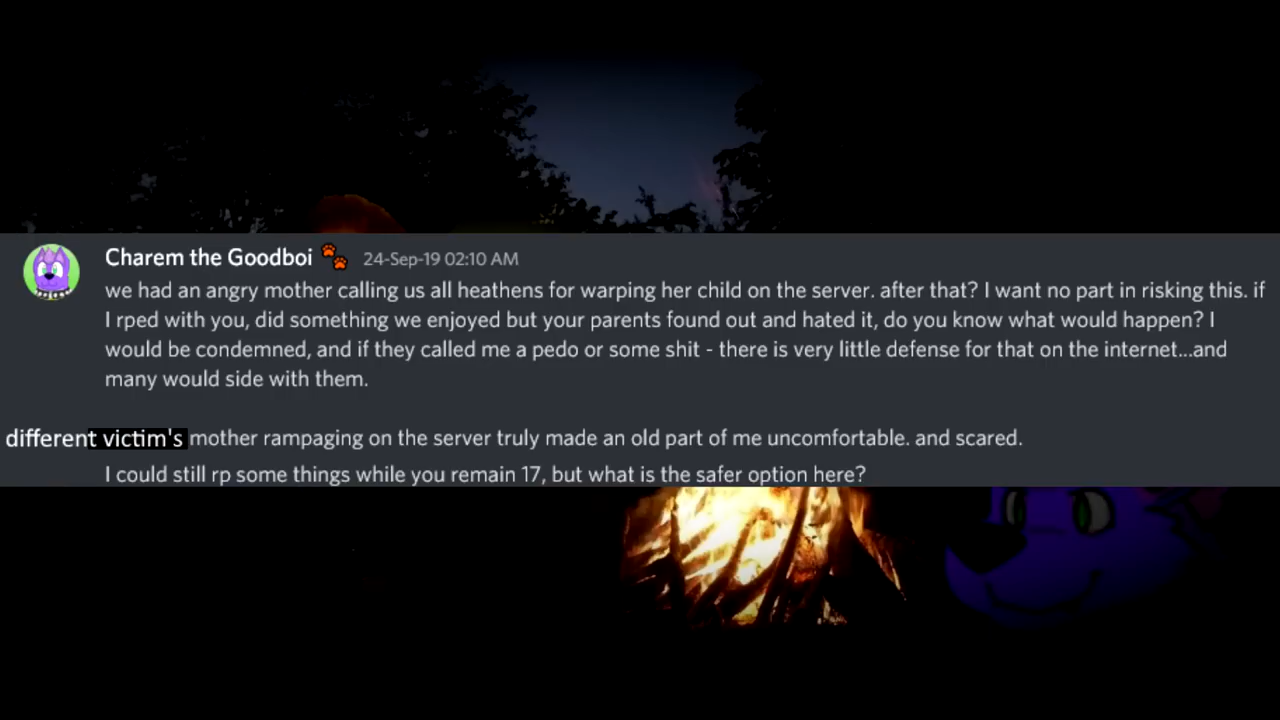 Charem the Goodboi 24-Sep-19 02:10 AM
we had an angry mother calling us all heathens for warping her child on the server. after that? I want no part in risking this. if
I rped with you, did something we enjoyed but your parents found out and hated it, do you know what would happen? I
would be condemned, and if they called me a pedo or some shit - there is very little defense for that on the internet...and
many would side with them.
different victim's mother rampaging on the server truly made an old part of me uncomfortable. and scared.
I could still rp some things while you remain 17, but what is the safer option here?